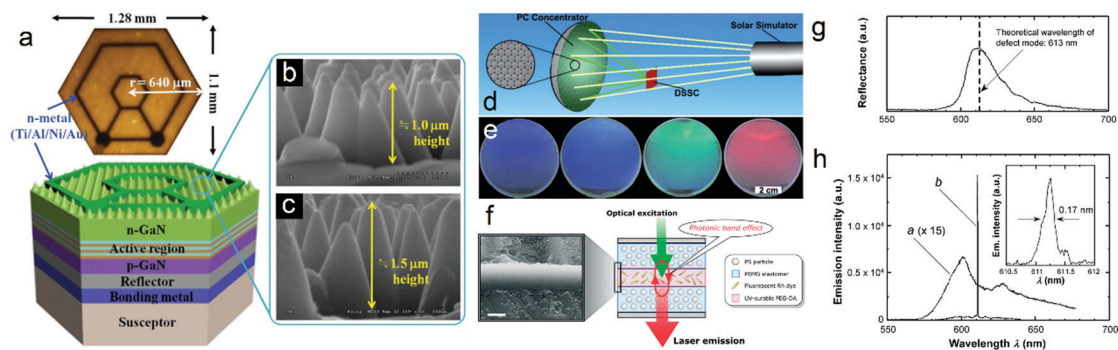 a
1.28 mm
r = 640 μm
1.1 mm
n-metal
(Ti/Al/Ni/Au)
n-GaN
Active region
p-GaN
Reflector
Bonding metal
Susceptor
b
≒1.0 μm
height
c
≒1.5 μm
height
PC Concentrator
Solar Simulator
DSSC
d
e
2 cm
f
Optical excitation
Photonic band effect
PS particle
PDMS elastomer
Fluorescent Rh dye
UV-curable PEG-DA
Laser emission
g
Reflectance (a.u.)
Theoretical wavelength of
defect mode: 613 nm
550 600 650 700
h
Emission intensity (a.u.)
1.5 x 10⁴
1.0 x 10⁴
0.5 x 10⁴
0
b
a (x 15)
Em. intensity (a.u.)
0.17 nm
610.5 611 611.5 612
λ (nm)
550 600 650 700
Wavelength λ (nm)